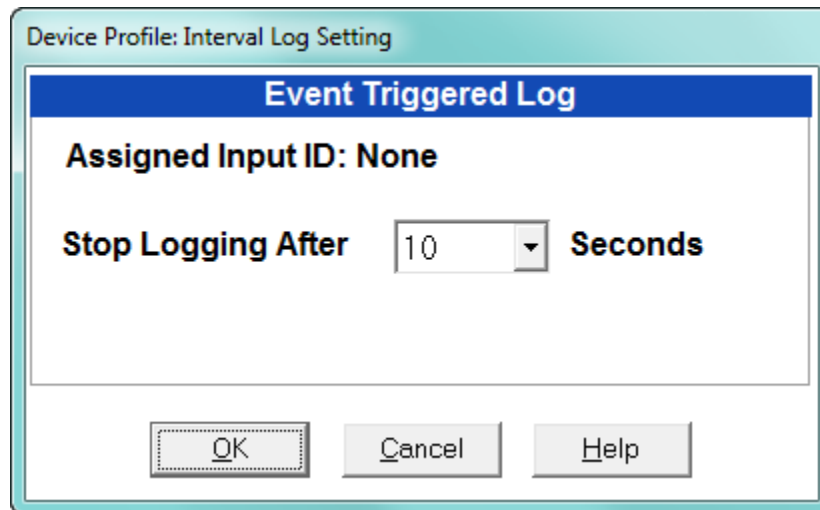 Device Profile: Interval Log Setting
Event Triggered Log
Assigned Input ID: None
Stop Logging After 10 Seconds
OK Cancel Help